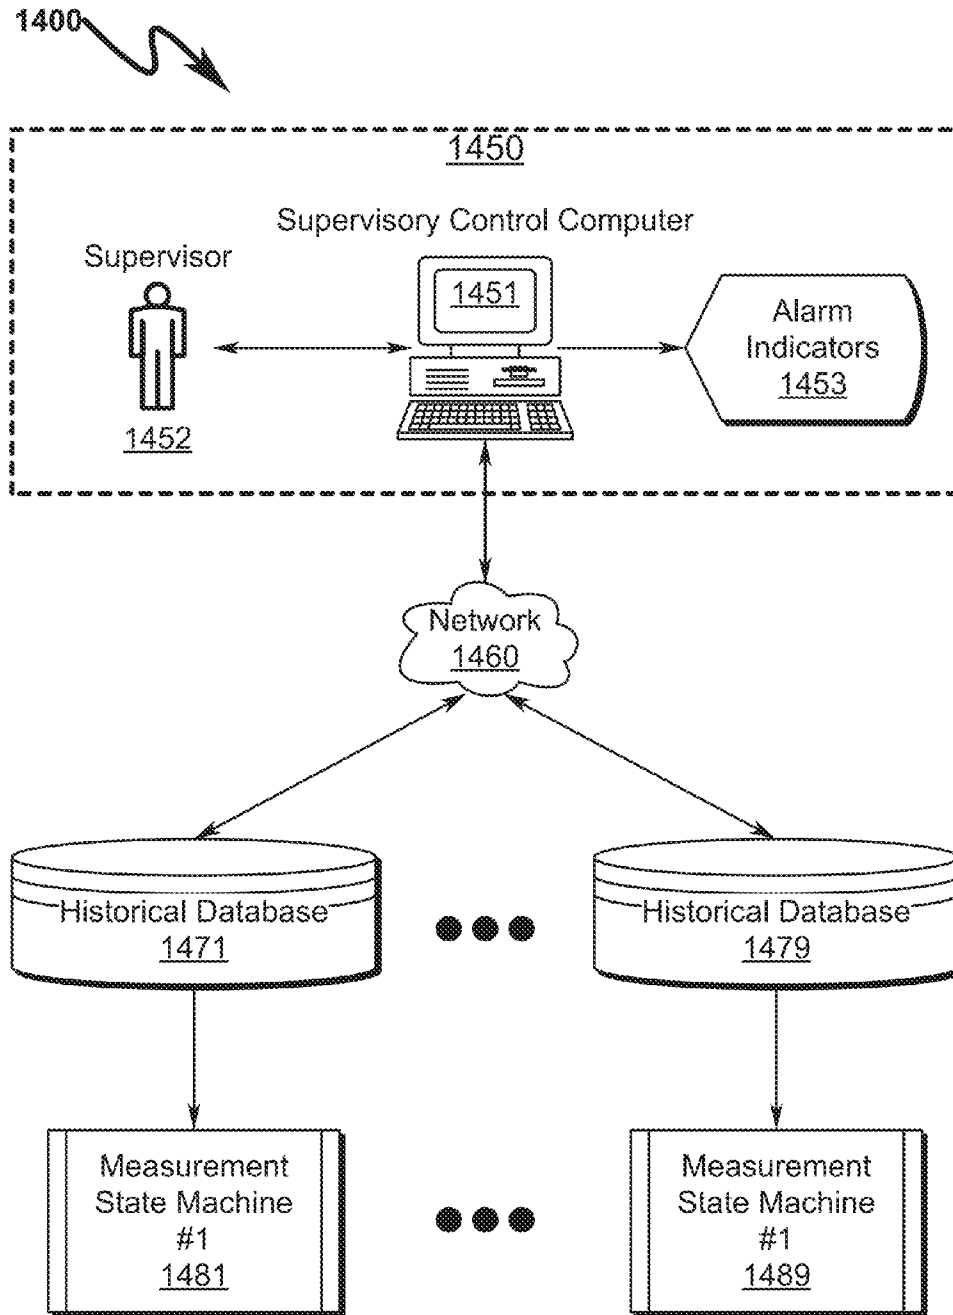 1400
1450
Supervisory Control Computer
Supervisor
1451
Alarm
Indicators
1453
1452
Network
1460
Historical Database
1471
Historical Database
1479
Measurement
State Machine
#1
1481
Measurement
State Machine
#1
1489